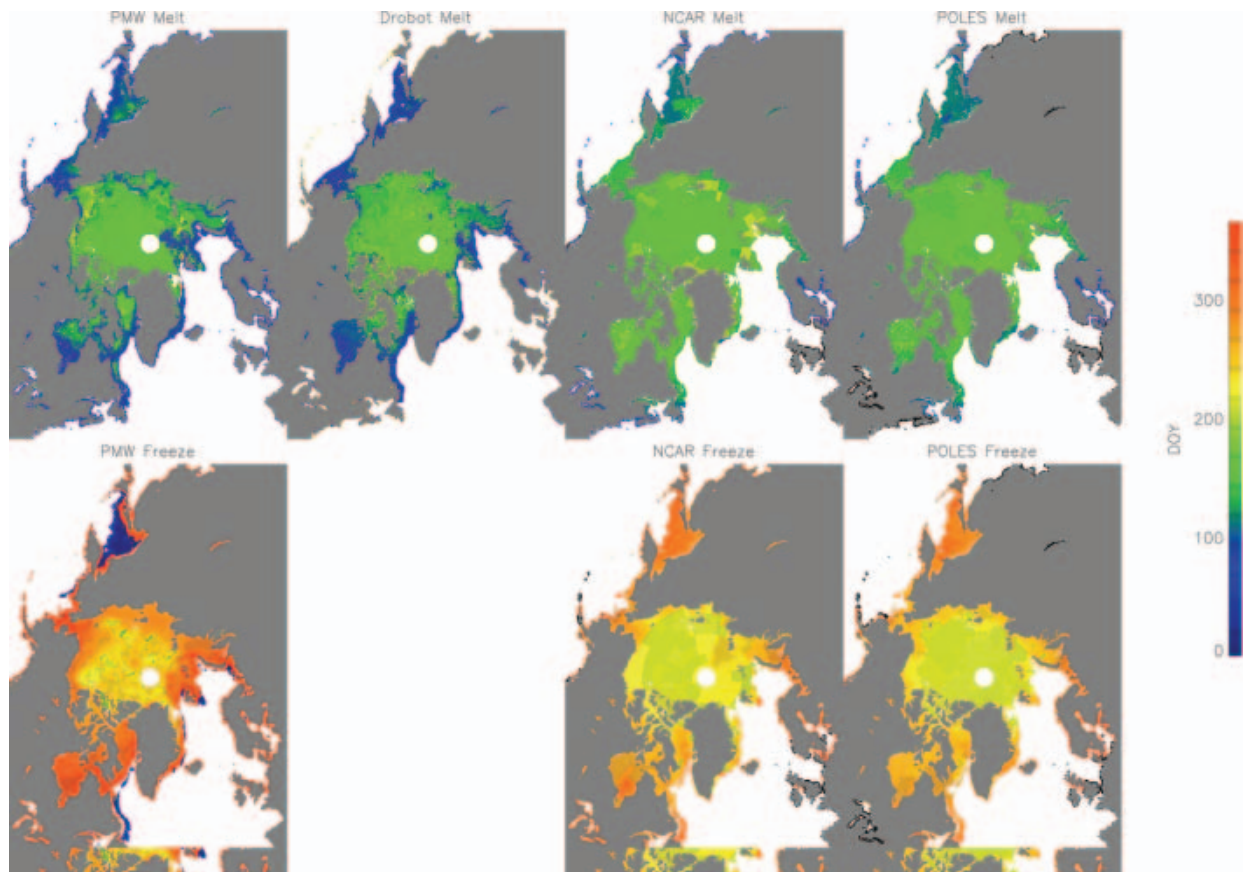 PMW Melt
Drobot Melt
NCAR Melt
POLES Melt
PMW Freeze
NCAR Freeze
POLES Freeze
300
200
100
0
DOY